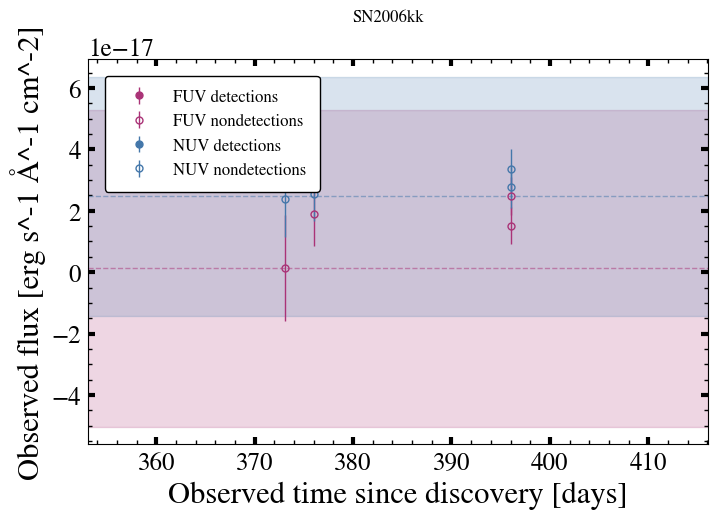 SN2006kk
1e−17
Observed flux [erg s^-1 Å^-1 cm^-2]
6
4
2
0
−2
−4
FUV detections
FUV nondetections
NUV detections
NUV nondetections
360
370
380
390
400
410
Observed time since discovery [days]